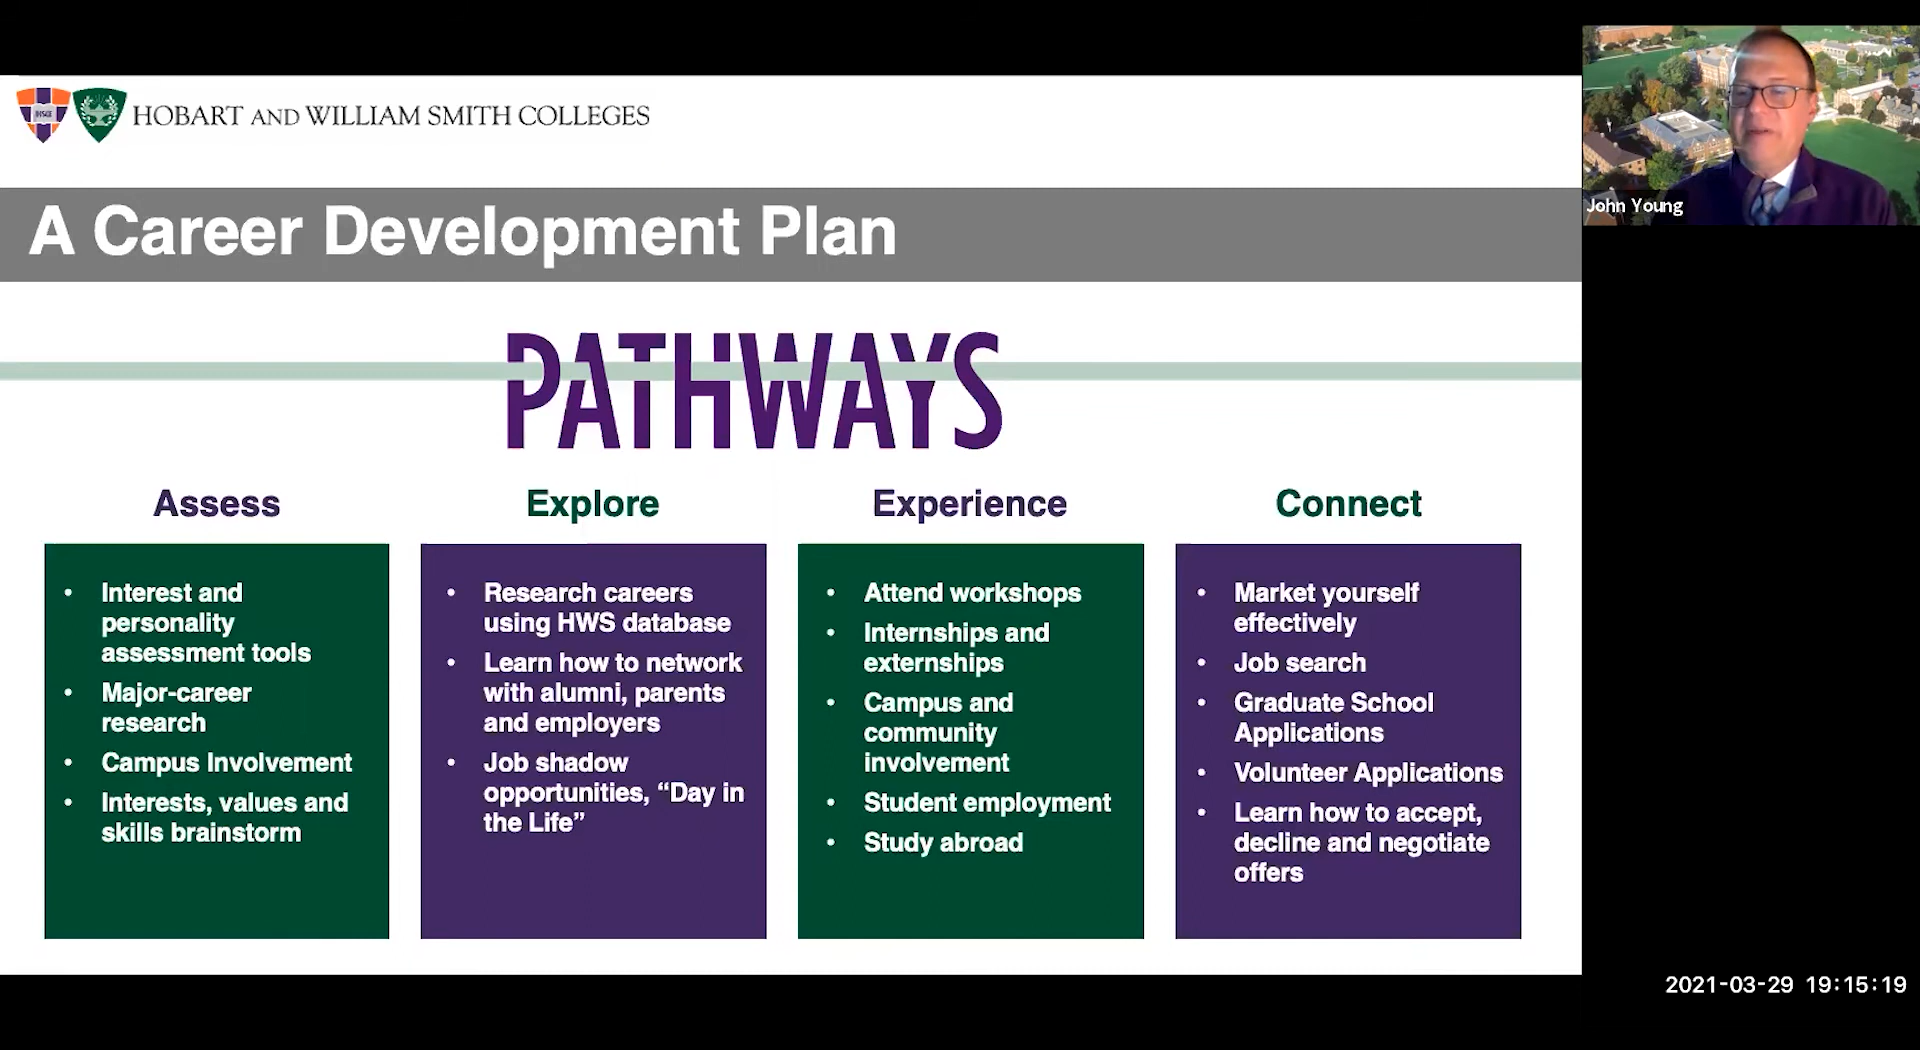 HOBART AND WILLIAM SMITH COLLEGES
A Career Development Plan
PATHWAYS
Assess
• Interest and
personality
assessment tools
• Major-career
research
• Campus Involvement
• Interests, values and
skills brainstorm
Explore
• Research careers
using HWS database
• Learn how to network
with alumni, parents
and employers
• Job shadow
opportunities, “Day in
the Life”
Experience
• Attend workshops
• Internships and
externships
• Campus and
community
involvement
• Student employment
• Study abroad
Connect
• Market yourself
effectively
• Job search
• Graduate School
Applications
• Volunteer Applications
• Learn how to accept,
decline and negotiate
offers
John Young
2021-03-29 19:15:19